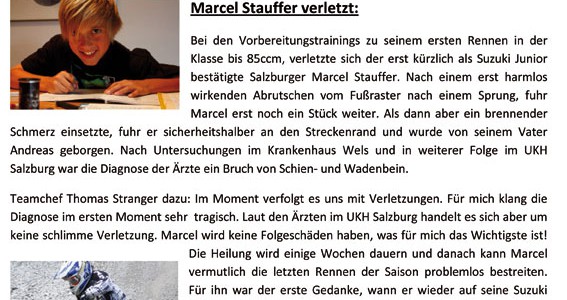 Marcel Stauffer verletzt:
Bei den Vorbereitungstrainings zu seinem ersten Rennen in der
Klasse bis 85ccm, verletzte sich der erst kürzlich als Suzuki Junior
bestätigte Salzburger Marcel Stauffer. Nach einem erst harmlos
wirkenden Abrutschen vom Fußraster nach einem Sprung, fuhr
Marcel erst noch ein Stück weiter. Als dann aber ein brennender
Schmerz einsetzte, fuhr er sicherheitshalber an den Streckenrand und wurde von seinem Vater
Andreas geborgen. Nach Untersuchungen im Krankenhaus Wels und in weiterer Folge im UKH
Salzburg war die Diagnose der Ärzte ein Bruch von Schien- und Wadenbein.
Teamchef Thomas Stranger dazu: Im Moment verfolgt es uns mit Verletzungen. Für mich klang die
Diagnose im ersten Moment sehr tragisch. Laut den Ärzten im UKH Salzburg handelt es sich aber um
keine schlimme Verletzung. Marcel wird keine Folgeschäden haben, was für mich das Wichtigste ist!
Die Heilung wird einige Wochen dauern und danach kann Marcel
vermutlich die letzten Rennen der Saison problemlos bestreiten.
Für ihn war der erste Gedanke, wann er wieder auf seine Suzuki